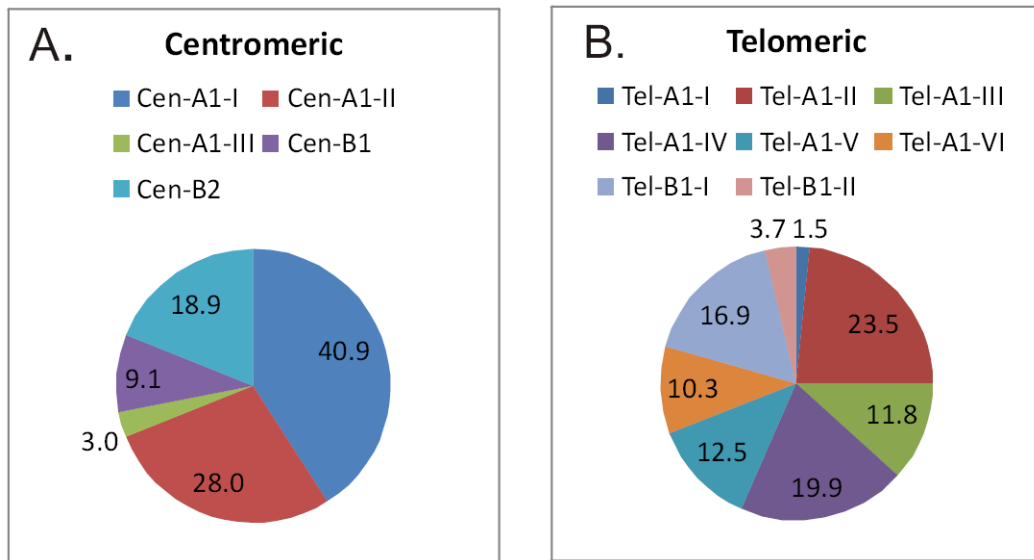 A.
Centromeric
Cen-A1-I Cen-A1-II
Cen-A1-III Cen-B1
Cen-B2
18.9
40.9
9.1
3.0
28.0
B.
Telomeric
Tel-A1-I Tel-A1-II Tel-A1-III
Tel-A1-IV Tel-A1-V Tel-A1-VI
Tel-B1-I Tel-B1-II
3.7 1.5
16.9
23.5
10.3
11.8
12.5
19.9